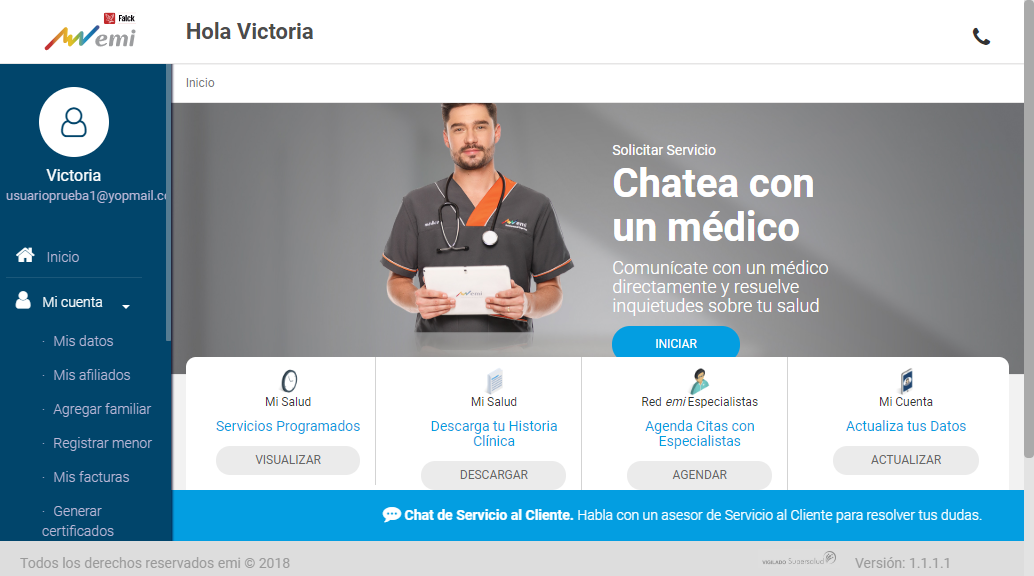 Falck
emi
Hola Victoria
Victoria
usuarioprueba1@yopmail.c
Inicio
Mi cuenta
· Mis datos
· Mis afiliados
· Agregar familiar
· Registrar menor
· Mis facturas
· Generar
certificados
Inicio
Solicitar Servicio
Chatea con
un médico
Comunícate con un médico
directamente y resuelve
inquietudes sobre tu salud
INICIAR
emi
Mi Salud
Servicios Programados
VISUALIZAR
Mi Salud
Descarga tu Historia
Clínica
DESCARGAR
Red emi Especialistas
Agenda Citas con
Especialistas
AGENDAR
Mi Cuenta
Actualiza tus Datos
ACTUALIZAR
Chat de Servicio al Cliente. Habla con un asesor de Servicio al Cliente para resolver tus dudas.
Todos los derechos reservados emi © 2018
VIGILADO Supersalud
Versión: 1.1.1.1